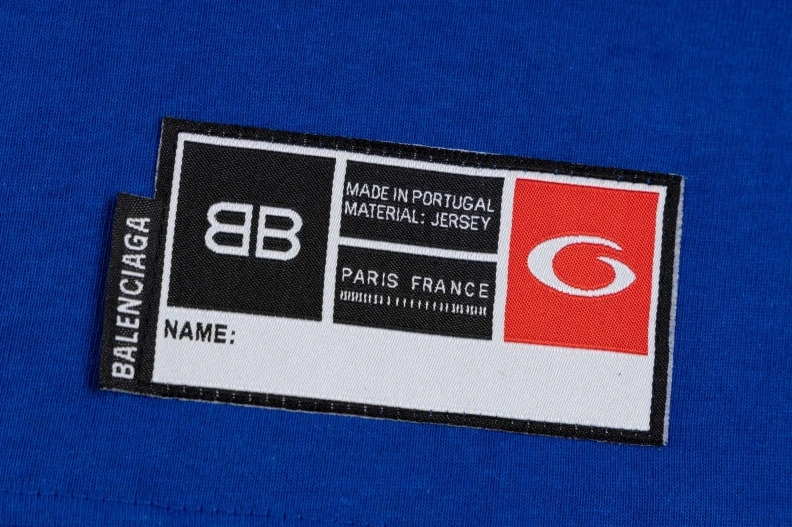 BALENCIAGA
BB
MADE IN PORTUGAL
MATERIAL: JERSEY
PARIS FRANCE
NAME: